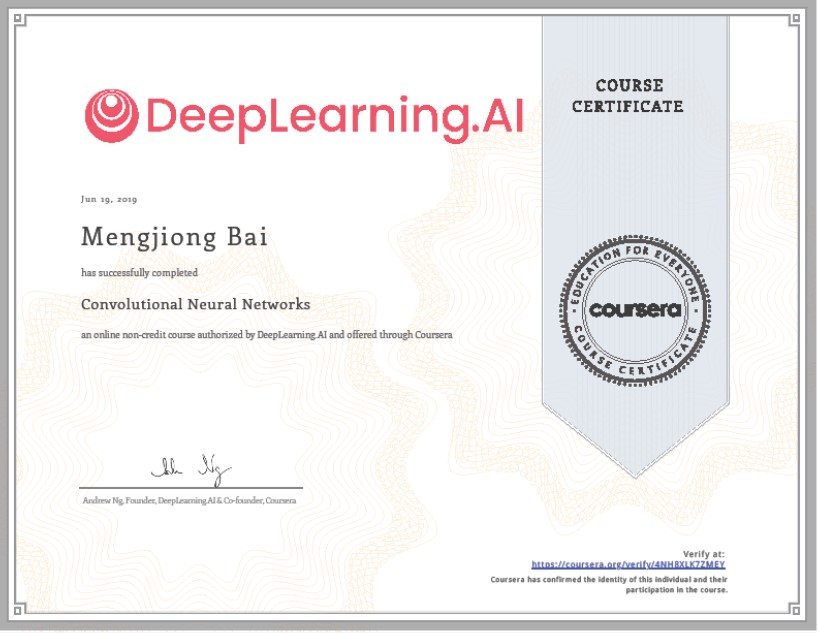 DeepLearning.AI
COURSE
CERTIFICATE
Jun 19, 2019
Mengjiong Bai
has successfully completed
Convolutional Neural Networks
an online non-credit course authorized by DeepLearning.AI and offered through Coursera
EDUCATION FOR EVERYONE
coursera
COURSE CERTIFICATE
Andrew Ng, Founder, DeepLearning.AI & Co-founder, Coursera
Verify at:
https://coursera.org/verify/4NH8XLK7ZMEY
Coursera has confirmed the identity of this individual and their
participation in the course.